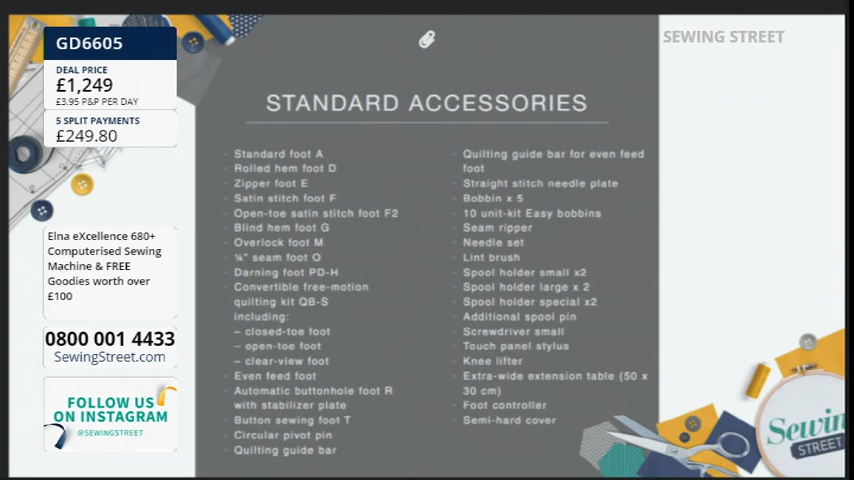 GD6605
DEAL PRICE
£1,249
£3.95 P&P PER DAY
5 SPLIT PAYMENTS
£249.80
Elna eXcellence 680+
Computerised Sewing
Machine & FREE
Goodies worth over
£100
0800 001 4433
SewingStreet.com
FOLLOW US
ON INSTAGRAM
@SEWINGSTREET
STANDARD ACCESSORIES
- Standard foot A
- Rolled hem foot D
- Zipper foot E
- Satin stitch foot F
- Open-toe satin stitch foot F2
- Blind hem foot G
- Overlock foot M
- ¼" seam foot O
- Darning foot PD-H
- Convertible free-motion
quilting kit QB-S
including:
– closed-toe foot
– open-toe foot
– clear-view foot
- Even feed foot
- Automatic buttonhole foot R
with stabilizer plate
- Button sewing foot T
- Circular pivot pin
- Quilting guide bar
- Quilting guide bar for even feed
foot
- Straight stitch needle plate
- Bobbin x 5
- 10 unit-kit Easy bobbins
- Seam ripper
- Needle set
- Lint brush
- Spool holder small x2
- Spool holder large x 2
- Spool holder special x2
- Additional spool pin
- Screwdriver small
- Touch panel stylus
- Knee lifter
- Extra-wide extension table (50 x
30 cm)
- Foot controller
- Semi-hard cover
SEWING STREET
Sewin
STREET